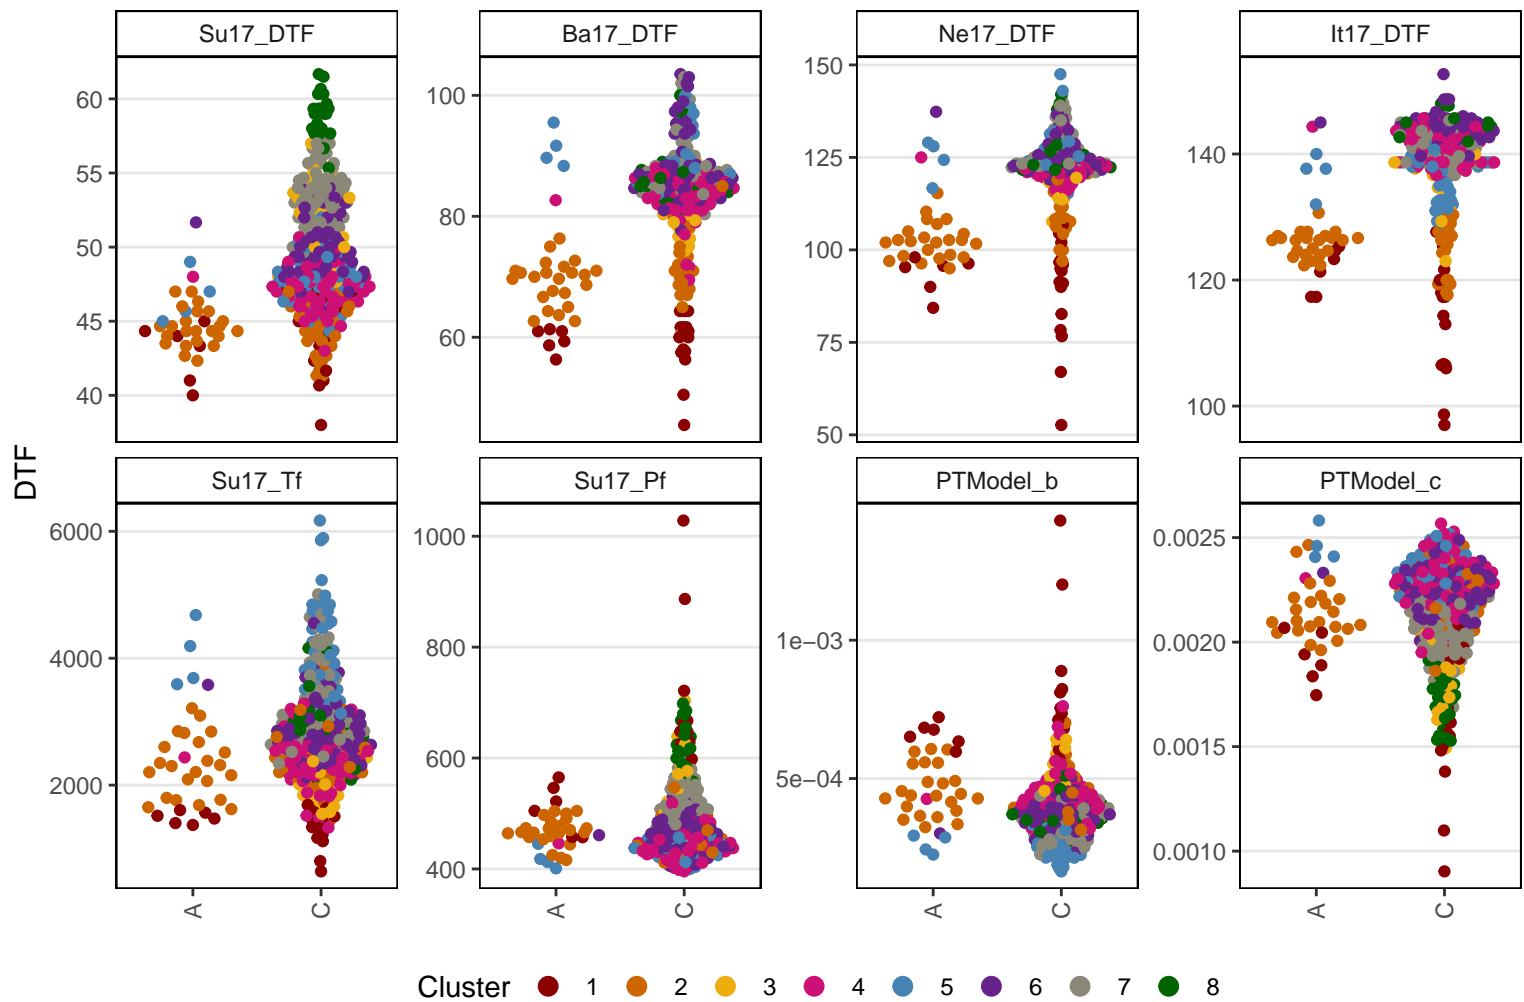 Su17_DTF
Ba17_DTF
Ne17_DTF
It17_DTF
60
55
50
45
40
100
80
60
150
125
100
75
50
140
120
100
DTF
Su17_Tf
Su17_Pf
PTModel_b
PTModel_c
6000
4000
2000
1000
800
600
400
1e−03
5e−04
0.0025
0.0020
0.0015
0.0010
A
C
A
C
A
C
A
C
Cluster 1 2 3 4 5 6 7 8